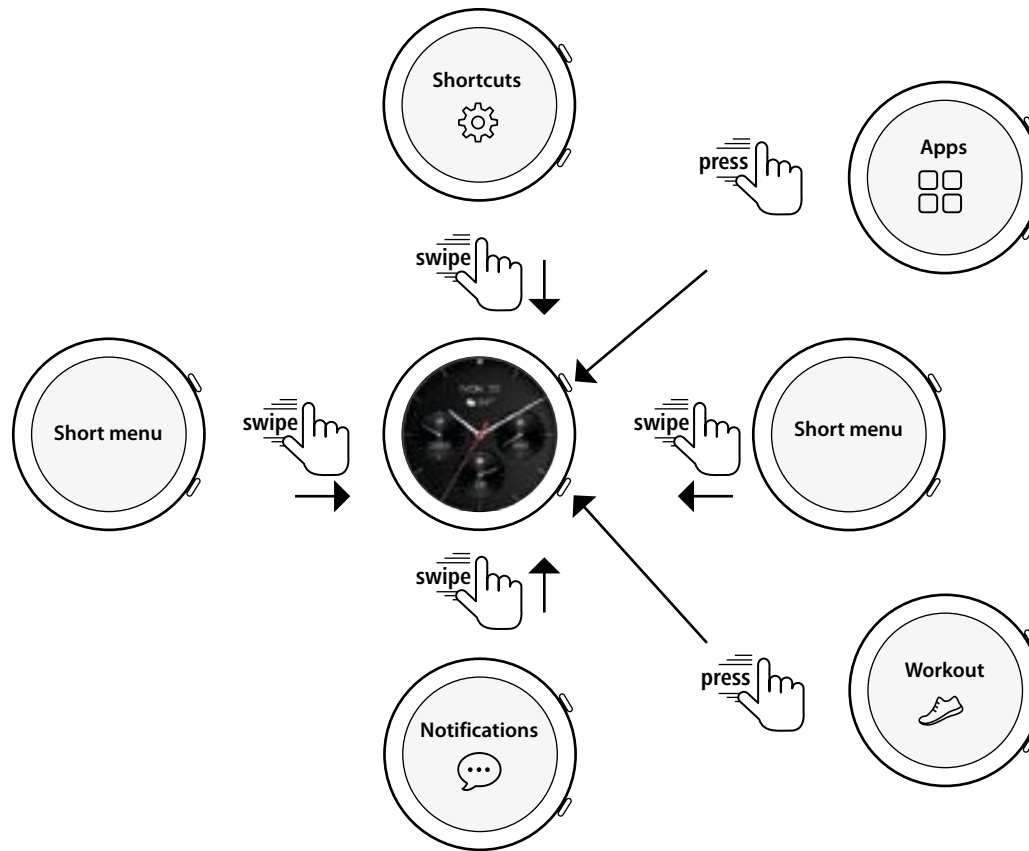 Shortcuts
press
Apps
swipe
Short menu
swipe
swipe
Short menu
swipe
Notifications
press
Workout